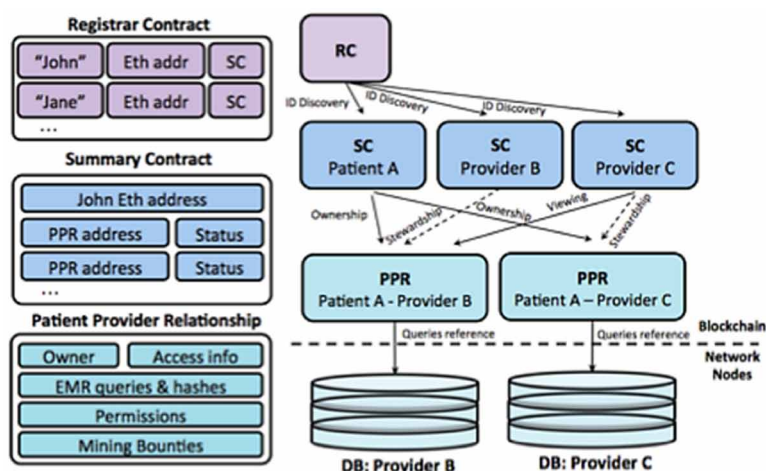 Registrar Contract
“John” Eth addr SC
“Jane” Eth addr SC
...
Summary Contract
John Eth address
PPR address Status
PPR address Status
...
Patient Provider Relationship
Owner Access info
EMR queries & hashes
Permissions
Mining Bounties
RC
ID Discovery
ID Discovery
ID Discovery
SC
Patient A
SC
Provider B
SC
Provider C
Ownership
Stewardship
Ownership
Viewing
Stewardship
PPR
Patient A - Provider B
PPR
Patient A – Provider C
Queries reference
Queries reference
Blockchain
Network
Nodes
DB: Provider B
DB: Provider C